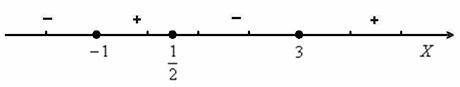 − + − +
−1 1/2 3 X